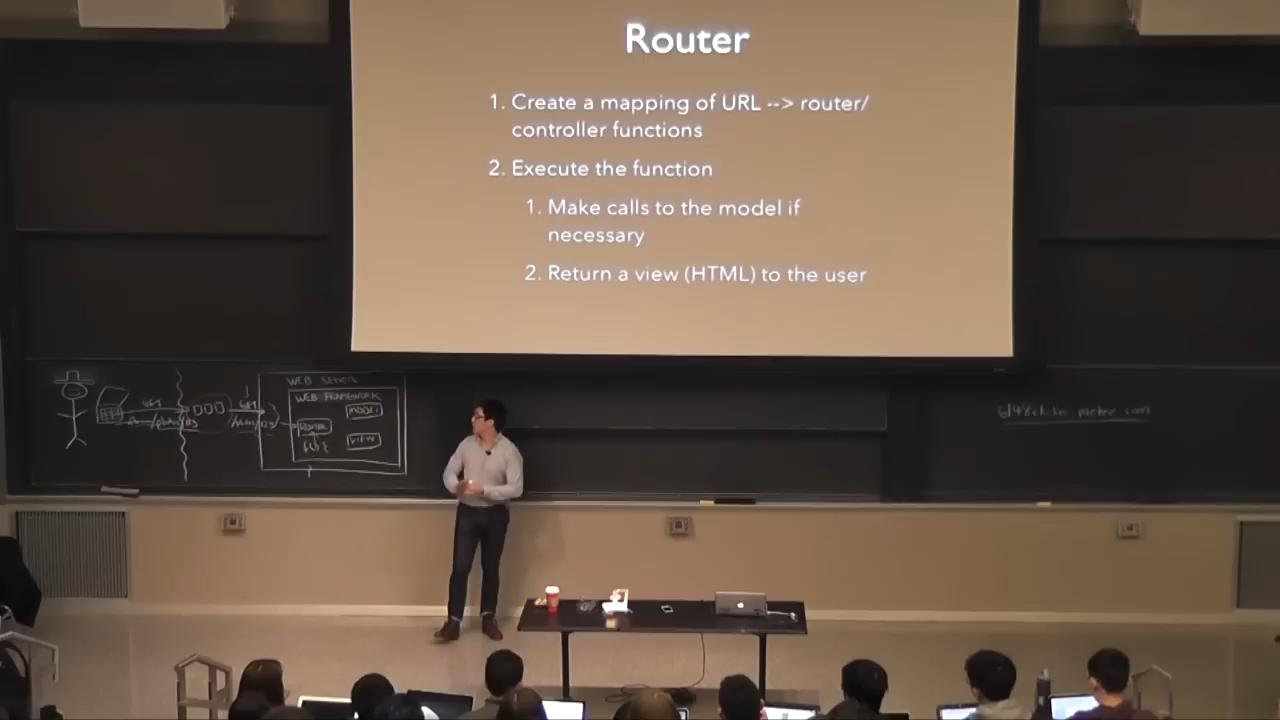 Router
1. Create a mapping of URL --> router/
controller functions
2. Execute the function
1. Make calls to the model if
necessary
2. Return a view (HTML) to the user
WEB SERVER
WEB FRAMEWORK
MODEL
ROUTER
VIEW